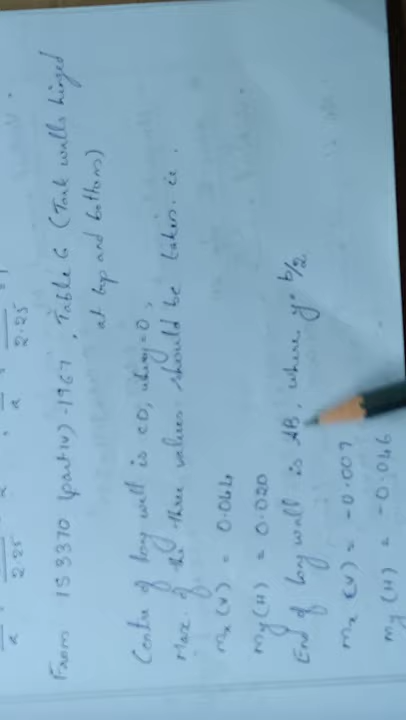 2.25 2.25
From IS 3370 (part IV) - 1967, Table 6 (Tank walls hinged
at top and bottom)
Centre of long wall is CD, where y=0,
Max. of the three values should be taken. ie.
Mx (V) = 0.044
My (H) = 0.020
End of long wall is AB, where y= b/2
Mx (V) = -0.009
My (H) = -0.046